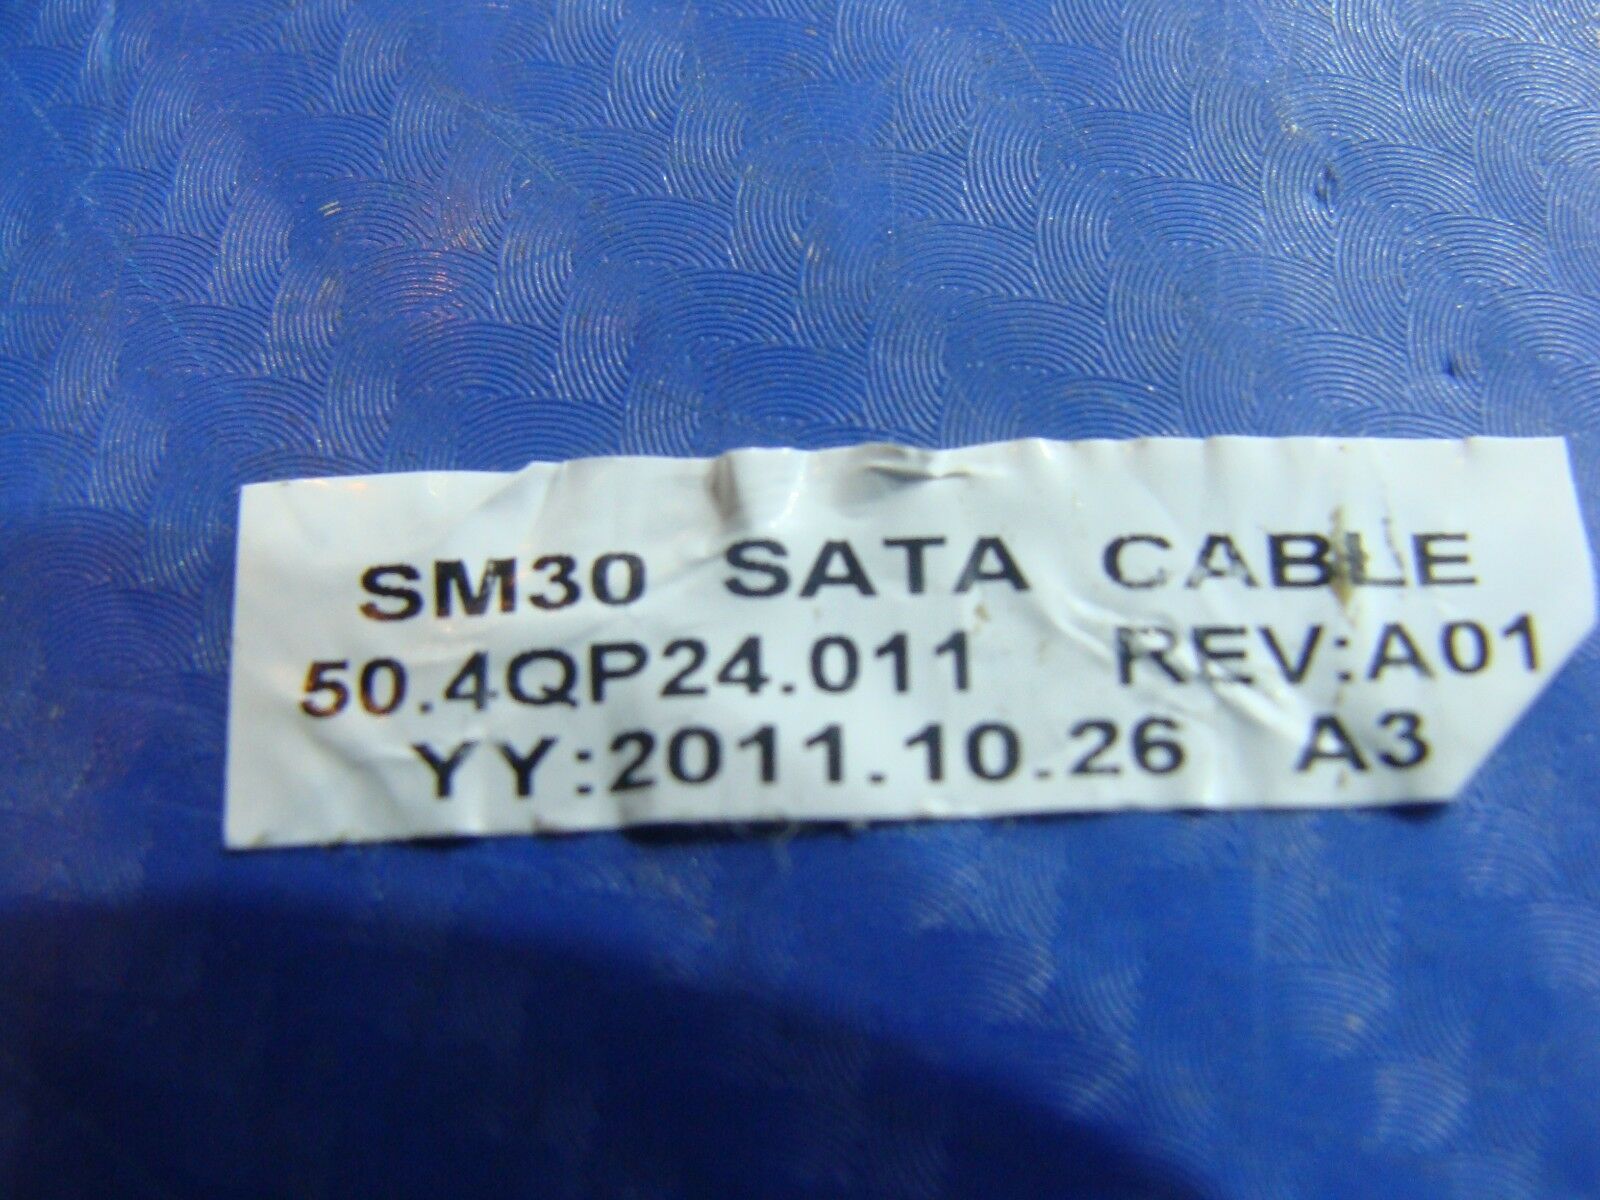 SM30 SATA CABLE
50.4QP24.011 REV:A01
YY:2011.10.26 A3